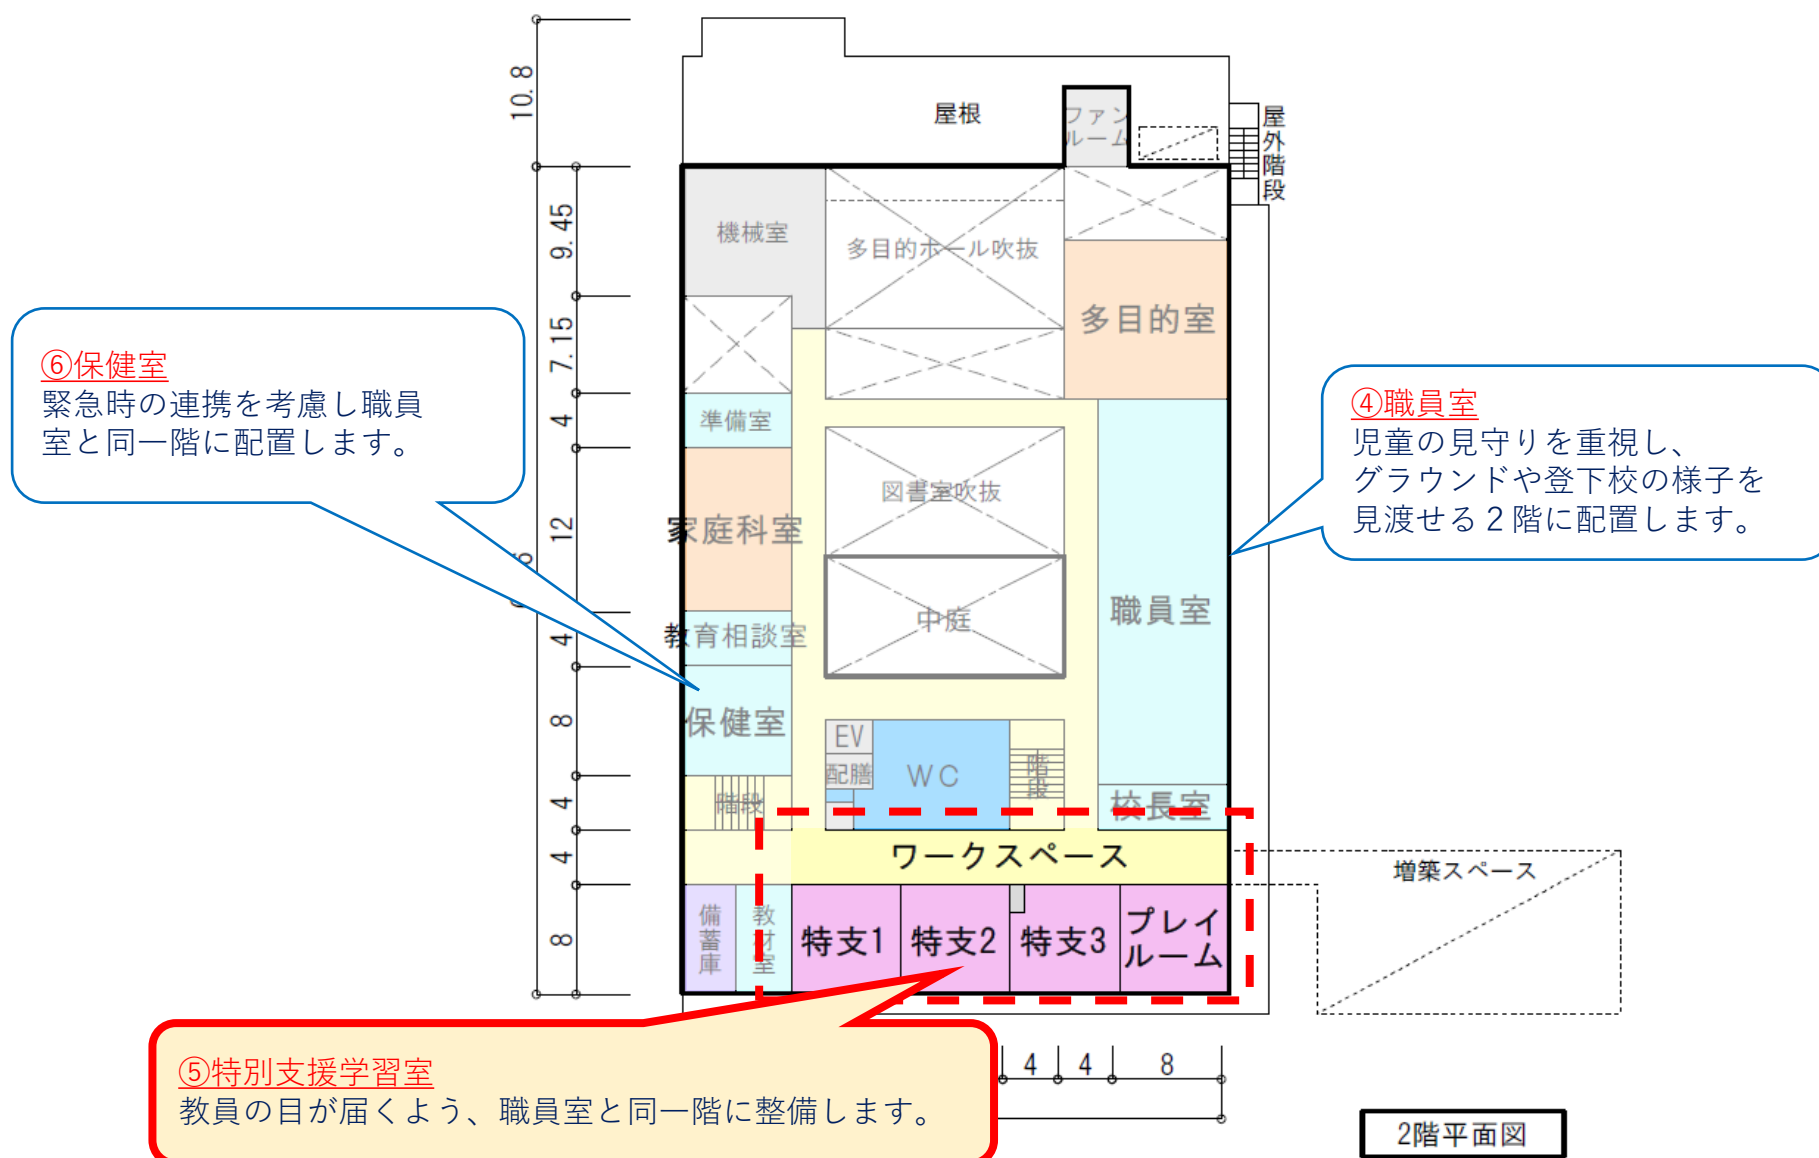 10.8
屋根
ファン
ルーム
屋外階段
9.45
機械室
多目的ホール吹抜
多目的室
7.15
⑥保健室
緊急時の連携を考慮し職員
室と同一階に配置します。
④職員室
児童の見守りを重視し、
グラウンドや登下校の様子を
見渡せる2階に配置します。
4
準備室
図書室吹抜
12
家庭科室
中庭
職員室
4
教育相談室
8
保健室
EV
配膳
WC
階段
4
階段
校長室
4
ワークスペース
増築スペース
8
備蓄庫
教材室
特支1
特支2
特支3
プレイ
ルーム
⑤特別支援学習室
教員の目が届くよう、職員室と同一階に整備します。
4
4
8
2階平面図